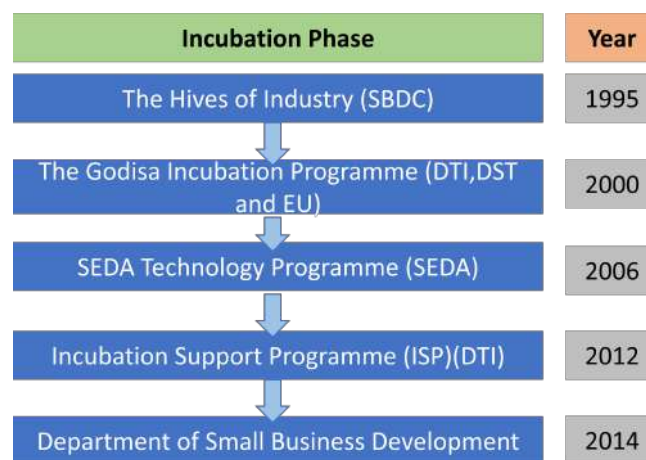 Incubation Phase
Year
The Hives of Industry (SBDC)
1995
The Godisa Incubation Programme (DTI,DST
and EU)
2000
SEDA Technology Programme (SEDA)
2006
Incubation Support Programme (ISP)(DTI)
2012
Department of Small Business Development
2014